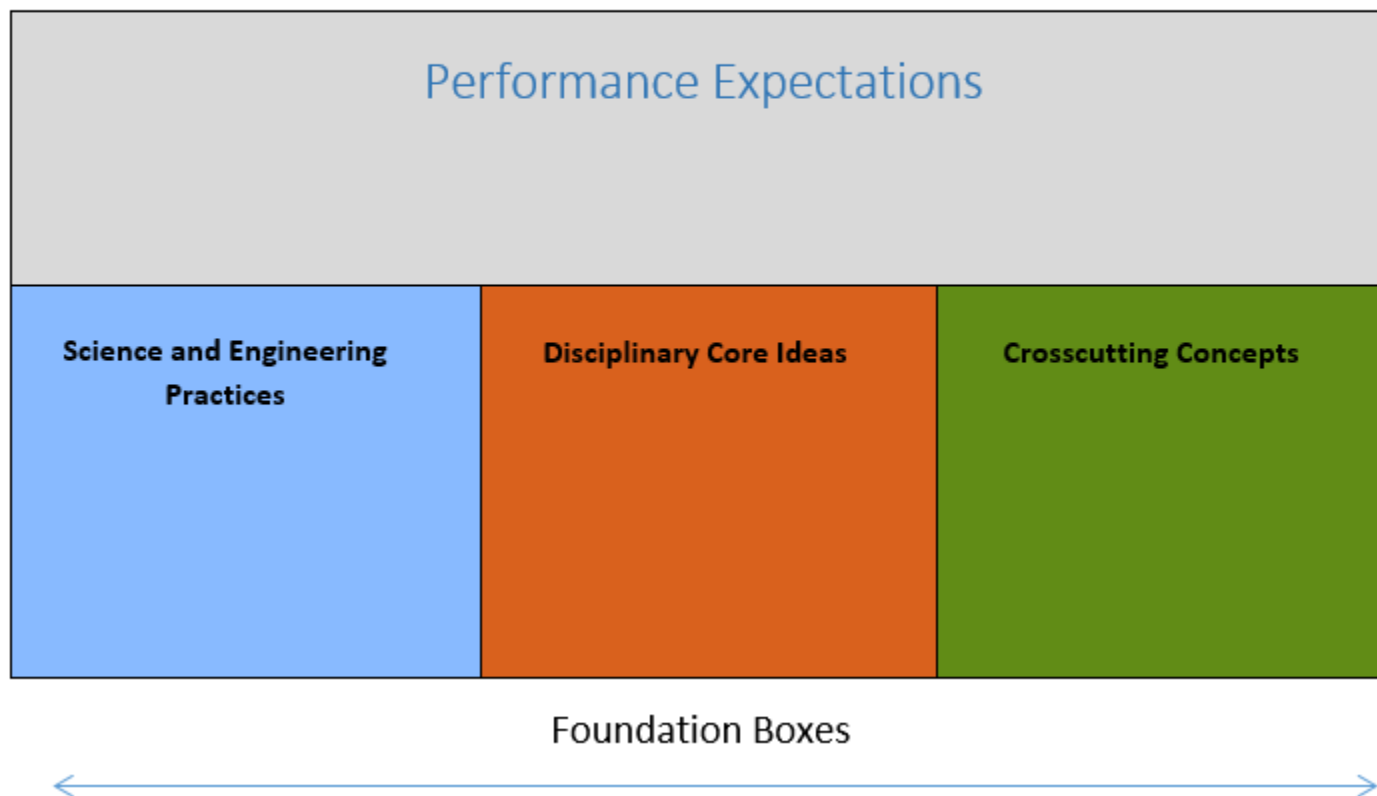 Performance Expectations
Science and Engineering
Practices
Disciplinary Core Ideas
Crosscutting Concepts
Foundation Boxes